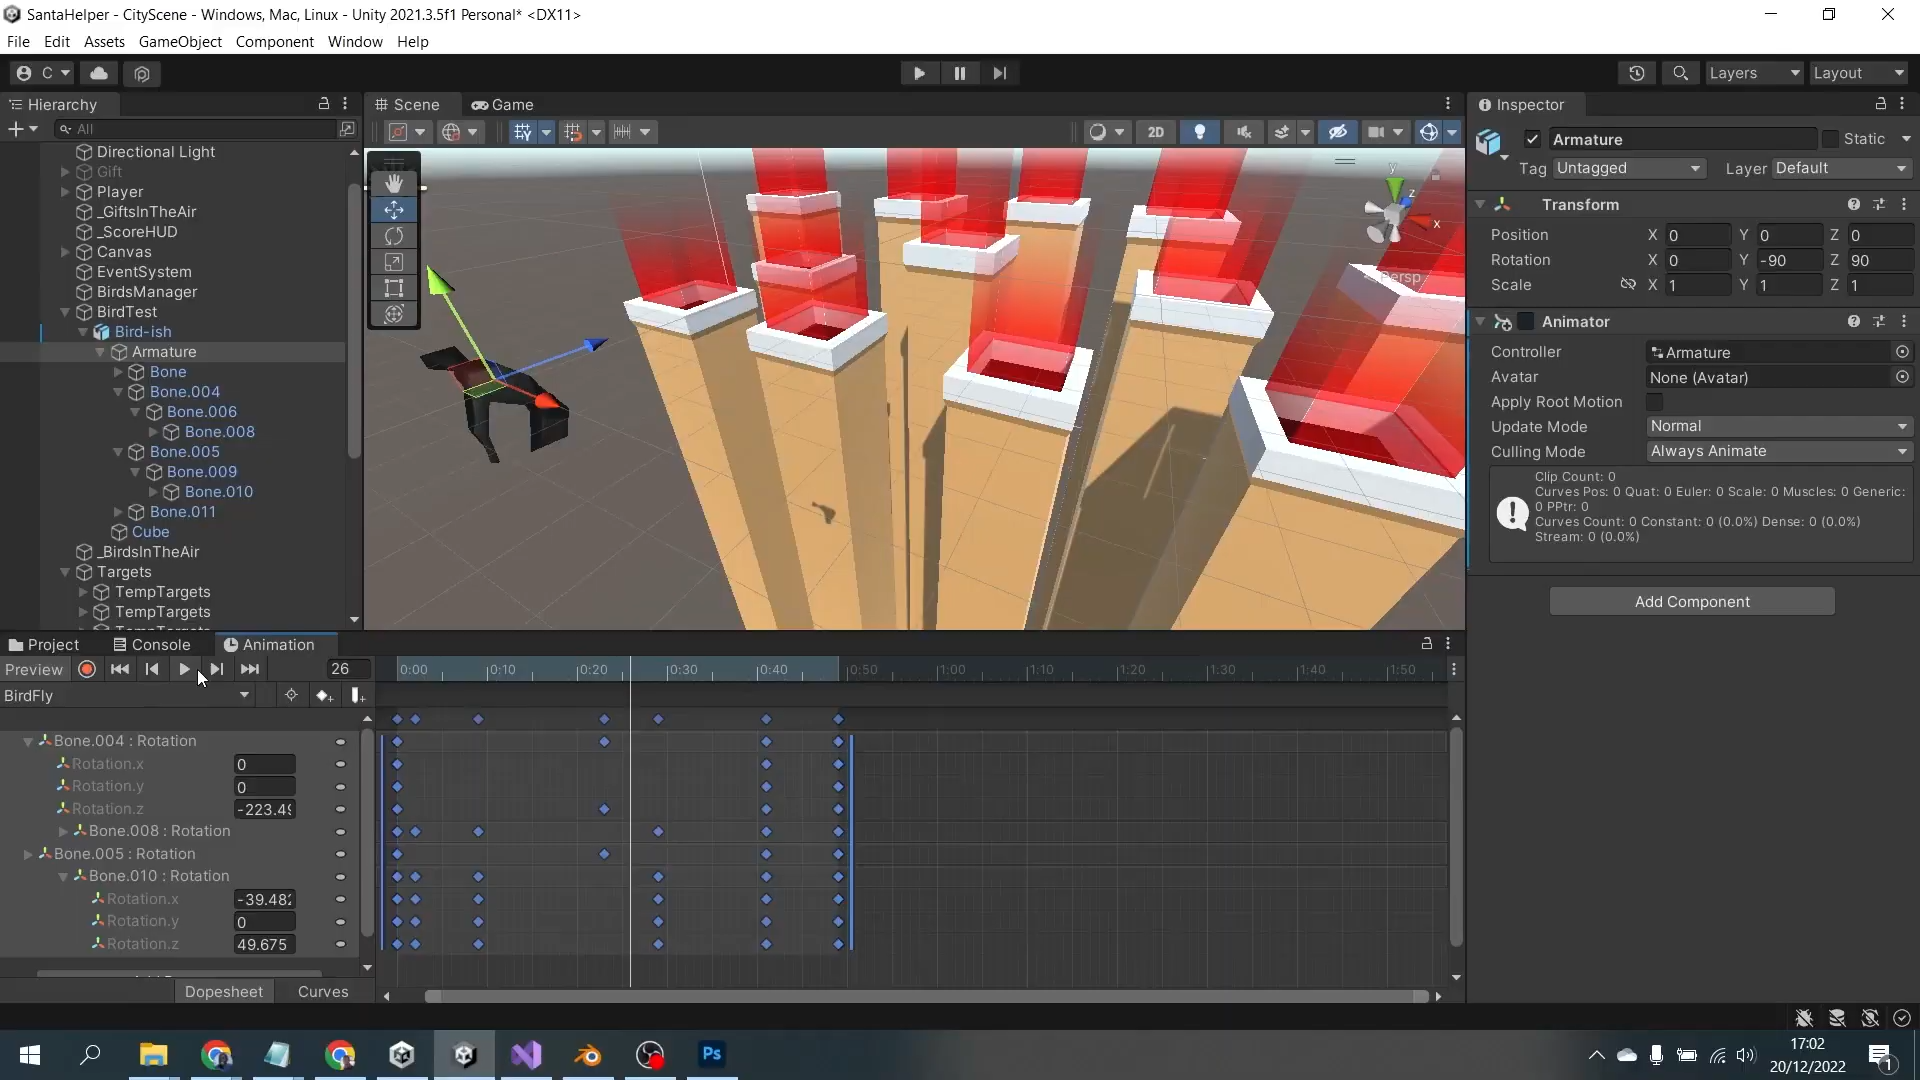 SantaHelper - CityScene - Windows, Mac, Linux - Unity 2021.3.5f1 Personal* <DX11>
File Edit Assets GameObject Component Window Help
C Layers Layout
Hierarchy
All
Directional Light
Gift
Player
_GiftsInTheAir
_ScoreHUD
Canvas
EventSystem
BirdsManager
BirdTest
Bird-ish
Armature
Bone
Bone.004
Bone.006
Bone.008
Bone.005
Bone.009
Bone.010
Bone.011
Cube
_BirdsInTheAir
Targets
TempTargets
TempTargets
Scene Game
2D
y
z
x
Persp
Inspector
Armature Static
Tag Untagged Layer Default
Transform
Position X 0 Y 0 Z 0
Rotation X 0 Y -90 Z 90
Scale X 1 Y 1 Z 1
Animator
Controller Armature
Avatar None (Avatar)
Apply Root Motion
Update Mode Normal
Culling Mode Always Animate
Clip Count: 0
Curves Pos: 0 Quat: 0 Euler: 0 Scale: 0 Muscles: 0 Generic:
0 PPtr: 0
Curves Count: 0 Constant: 0 (0.0%) Dense: 0 (0.0%)
Stream: 0 (0.0%)
Add Component
Project Console Animation
Preview 26 0:00 0:10 0:20 0:30 0:40 0:50 1:00 1:10 1:20 1:30 1:40 1:50
BirdFly
Bone.004 : Rotation
Rotation.x 0
Rotation.y 0
Rotation.z -223.49
Bone.008 : Rotation
Bone.005 : Rotation
Bone.010 : Rotation
Rotation.x -39.482
Rotation.y 0
Rotation.z 49.675
Dopesheet Curves
Ps
17:02
20/12/2022
1